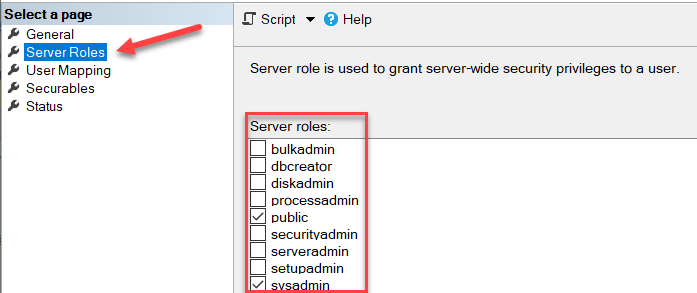 Select a page
General
Server Roles
User Mapping
Securables
Status
Script
Help
Server role is used to grant server-wide security privileges to a user.
Server roles:
bulkadmin
dbcreator
diskadmin
processadmin
public
securityadmin
serveradmin
setupadmin
sysadmin